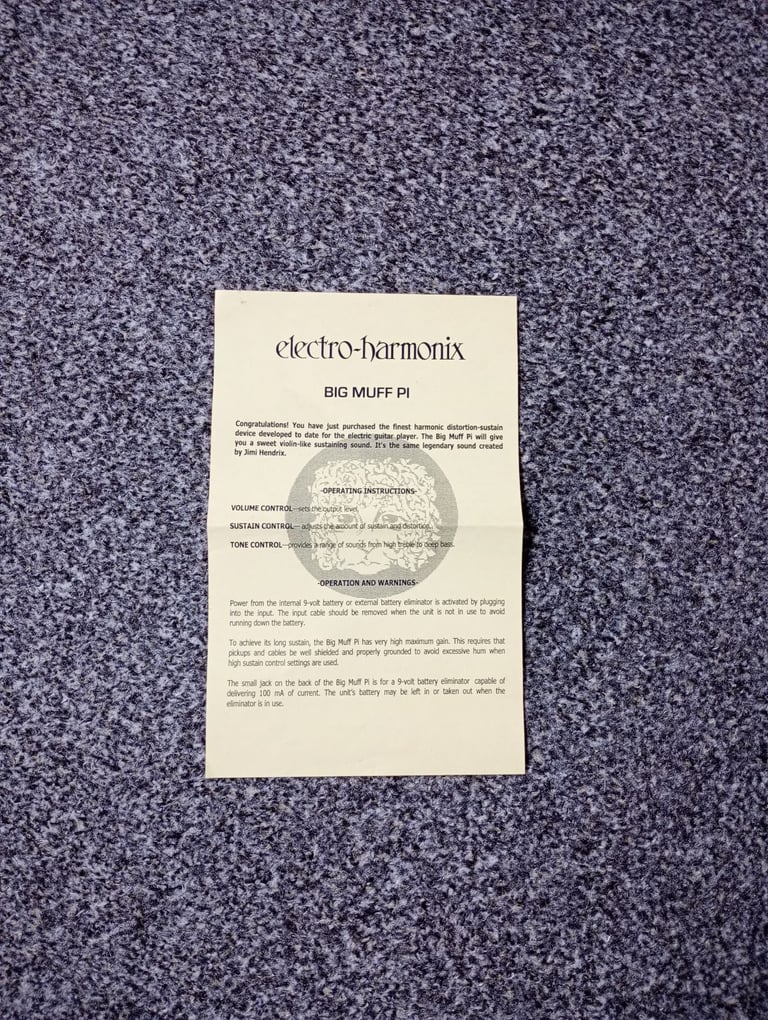 electro-harmonix
BIG MUFF PI
Congratulations! You have just purchased the finest harmonic distortion-sustain
device developed to date for the electric guitar player. The Big Muff Pi will give
you a sweet violin-like sustaining sound. It's the same legendary sound created
by Jimi Hendrix.
-OPERATING INSTRUCTIONS-
VOLUME CONTROL—sets the output level.
SUSTAIN CONTROL—adjusts the amount of sustain and distortion.
TONE CONTROL—provides a range of sounds from high treble to deep bass.
-OPERATION AND WARNINGS-
Power from the internal 9-volt battery or external battery eliminator is activated by plugging
into the input. The input cable should be removed when the unit is not in use to avoid
running down the battery.
To achieve its long sustain, the Big Muff Pi has very high maximum gain. This requires that
pickups and cables be well shielded and properly grounded to avoid excessive hum when
high sustain control settings are used.
The small jack on the back of the Big Muff Pi is for a 9-volt battery eliminator capable of
delivering 100 mA of current. The unit's battery may be left in or taken out when the
eliminator is in use.